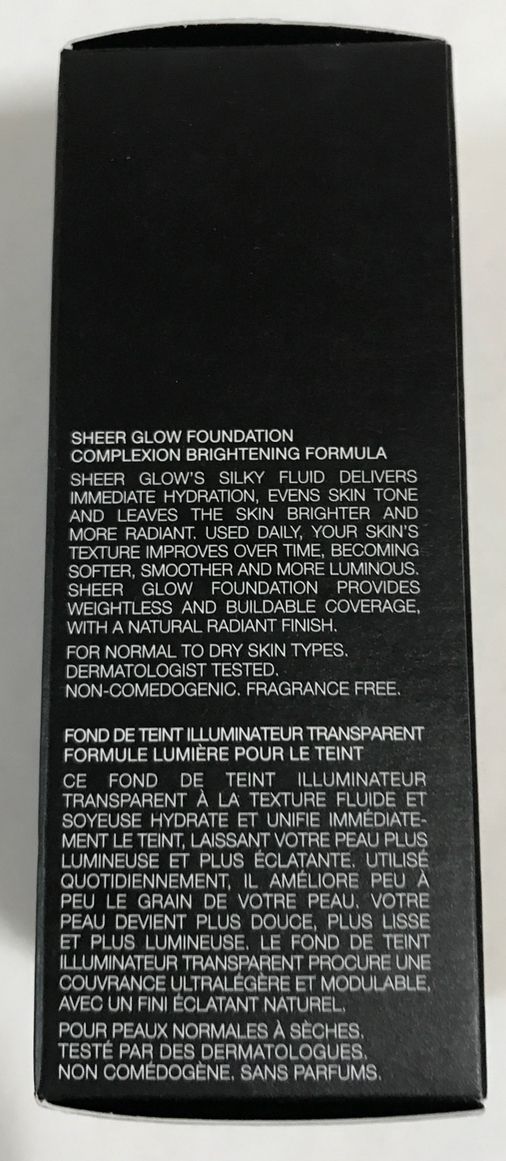 SHEER GLOW FOUNDATION
COMPLEXION BRIGHTENING FORMULA
SHEER GLOW'S SILKY FLUID DELIVERS
IMMEDIATE HYDRATION, EVENS SKIN TONE
AND LEAVES THE SKIN BRIGHTER AND
MORE RADIANT. USED DAILY, YOUR SKIN'S
TEXTURE IMPROVES OVER TIME, BECOMING
SOFTER, SMOOTHER AND MORE LUMINOUS.
SHEER GLOW FOUNDATION PROVIDES
WEIGHTLESS AND BUILDABLE COVERAGE,
WITH A NATURAL RADIANT FINISH.
FOR NORMAL TO DRY SKIN TYPES.
DERMATOLOGIST TESTED.
NON-COMEDOGENIC. FRAGRANCE FREE.
FOND DE TEINT ILLUMINATEUR TRANSPARENT
FORMULE LUMIÈRE POUR LE TEINT
CE FOND DE TEINT ILLUMINATEUR
TRANSPARENT À LA TEXTURE FLUIDE ET
SOYEUSE HYDRATE ET UNIFIE IMMÉDIATE-
MENT LE TEINT, LAISSANT VOTRE PEAU PLUS
LUMINEUSE ET PLUS ÉCLATANTE. UTILISÉ
QUOTIDIENNEMENT, IL AMÉLIORE PEU À
PEU LE GRAIN DE VOTRE PEAU. VOTRE
PEAU DEVIENT PLUS DOUCE, PLUS LISSE
ET PLUS LUMINEUSE. LE FOND DE TEINT
ILLUMINATEUR TRANSPARENT PROCURE UNE
COUVRANCE ULTRALÉGÈRE ET MODULABLE,
AVEC UN FINI ÉCLATANT NATUREL.
POUR PEAUX NORMALES À SÈCHES.
TESTÉ PAR DES DERMATOLOGUES.
NON COMÉDOGÈNE. SANS PARFUMS.